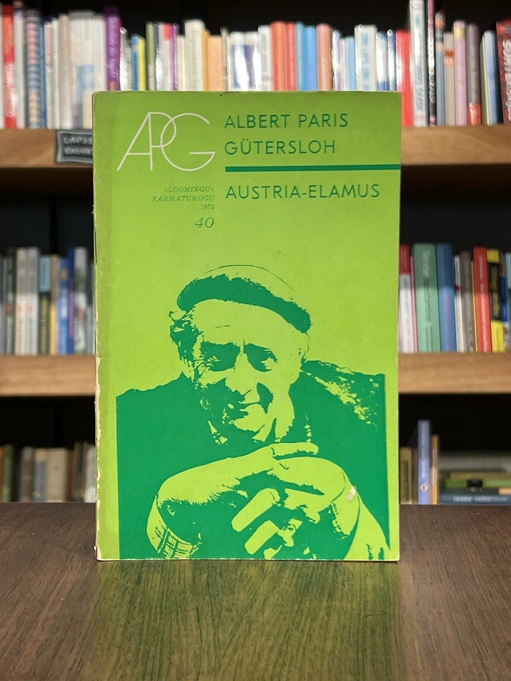 APG
ALBERT PARIS
GÜTERSLOH
AUSTRIA-ELAMUS
«LOOMINGU»
RAAMATUKOGU
1972
40